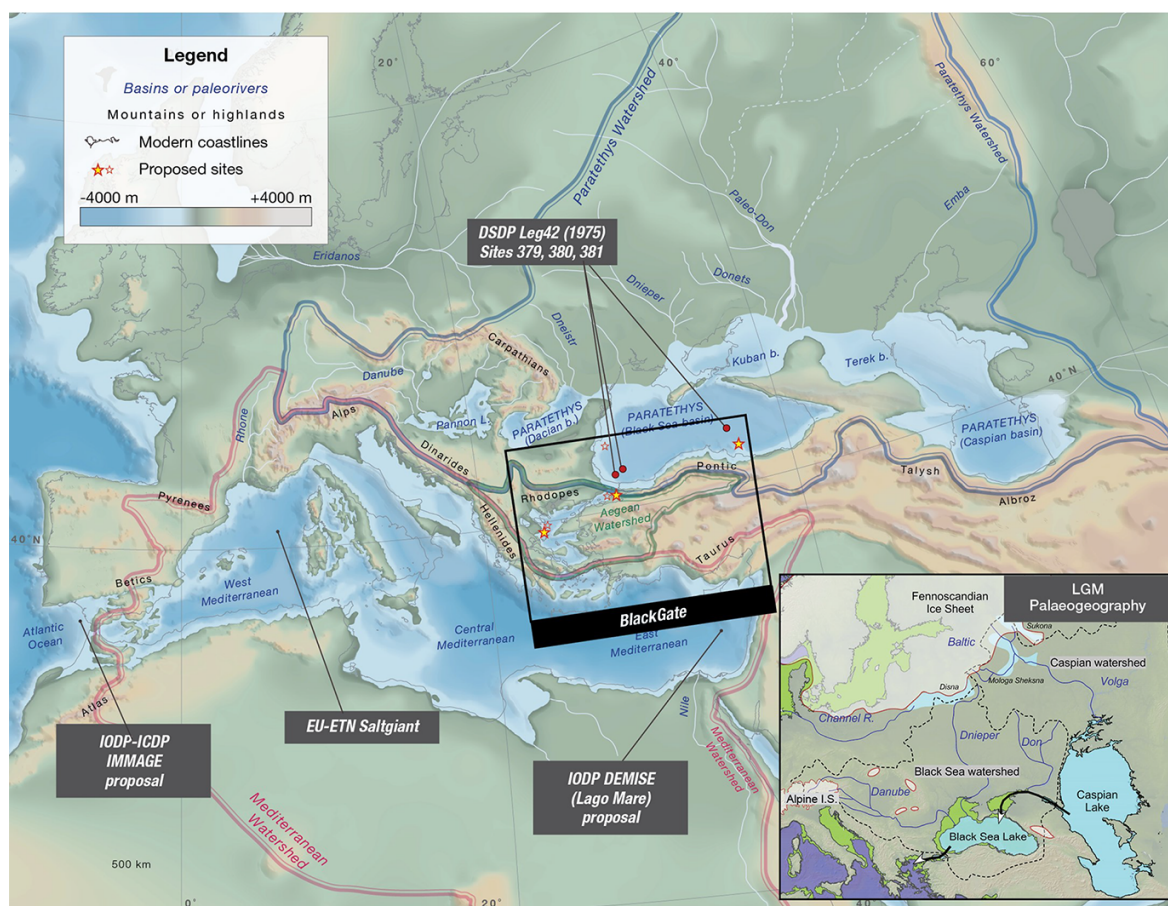 Legend
Basins or paleorivers
Mountains or highlands
Modern coastlines
Proposed sites
-4000 m
+4000 m
20°
40°
60°
Paratethys Watershed
Paratethys Watershed
DSDP Leg42 (1975)
Sites 379, 380, 381
Eridanos
Paleo-Don
Emba
Dnieper
Donets
Dneistr
Carpathians
Kuban b.
Terek b.
40°N
Danube
Pannon L.
PARATETHYS
(Dacian b.)
PARATETHYS
(Black Sea basin)
PARATETHYS
(Caspian basin)
Rhone
Alps
Dinarides
Hellenides
Rhodopes
Pontic
Aegean
Watershed
Taurus
Talysh
Albroz
Pyrenees
40°N
Betics
West
Mediterranean
Atlantic
Ocean
Central
Mediterranean
East
Mediterranean
BlackGate
Atlas
IODP-ICDP
IMMAGE
proposal
EU-ETN Saltgiant
IODP DEMISE
(Lago Mare)
proposal
Nile
Mediterranean
Watershed
Mediterranean
Watershed
500 km
0°
20°
LGM
Palaeogeography
Fennoscandian
Ice Sheet
Sukona
Baltic
Caspian watershed
Disna
Mologa Sheksna
Volga
Channel R.
Dnieper
Don
Black Sea watershed
Danube
Alpine I.S.
Caspian
Lake
Black Sea Lake